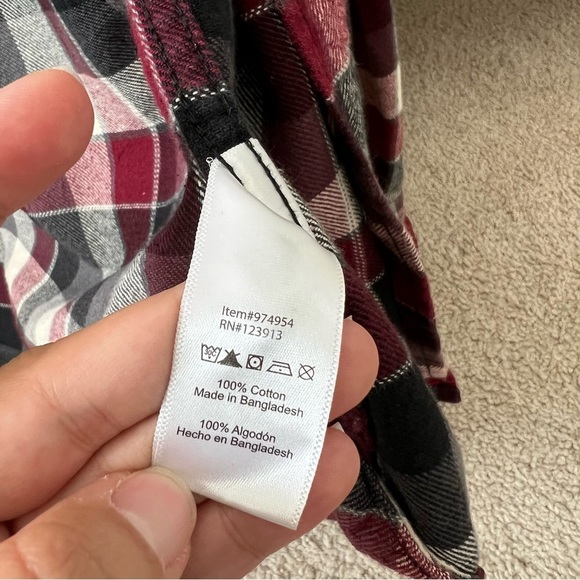 Item#974954
RN#123913
100% Cotton
Made in Bangladesh
100% Algodón
Hecho en Bangladesh